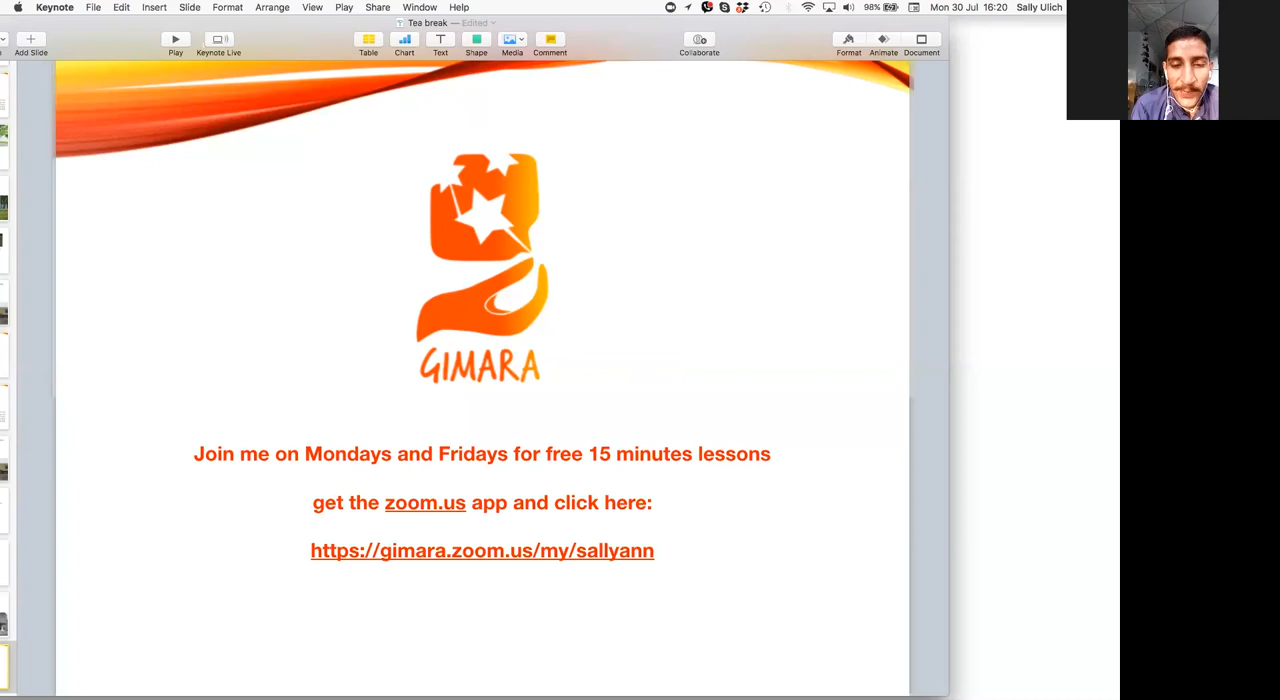 Keynote File Edit Insert Slide Format Arrange View Play Share Window Help 98% Mon 30 Jul 16:20 Sally Ulich
Tea break — Edited
Add Slide Play Keynote Live Table Chart Text Shape Media Comment Collaborate Format Animate Document
GIMARA
Join me on Mondays and Fridays for free 15 minutes lessons
get the zoom.us app and click here:
https://gimara.zoom.us/my/sallyann